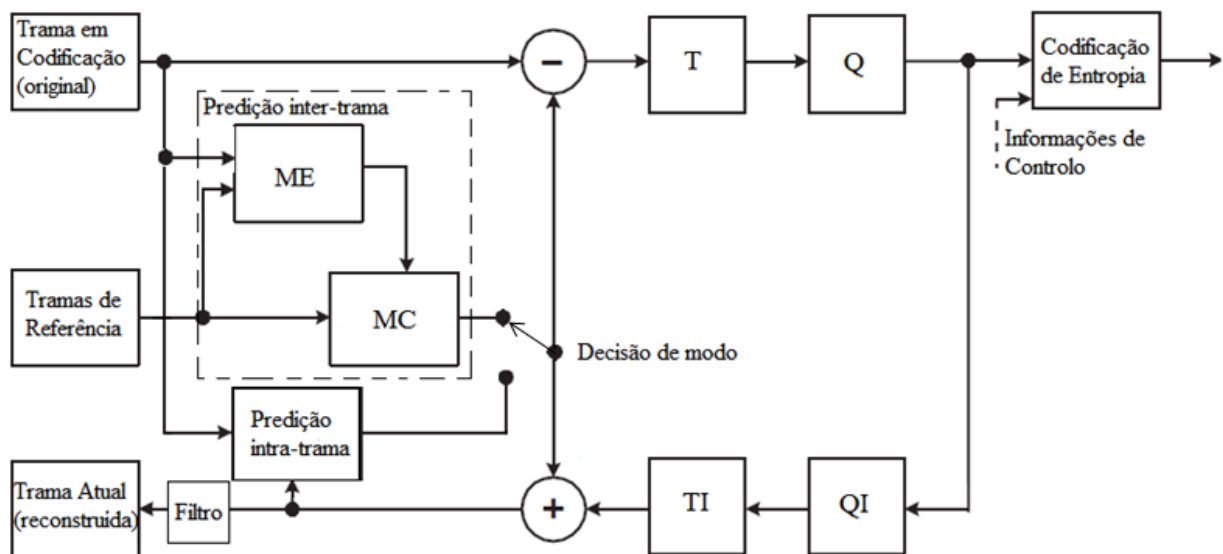 Trama em
Codificação
(original)
−
T
Q
Codificação
de Entropia
Predição inter-trama
ME
Informações de
Controlo
Tramas de
Referência
MC
Decisão de modo
Predição
intra-trama
Trama Atual
(reconstruida)
Filtro
+
TI
QI